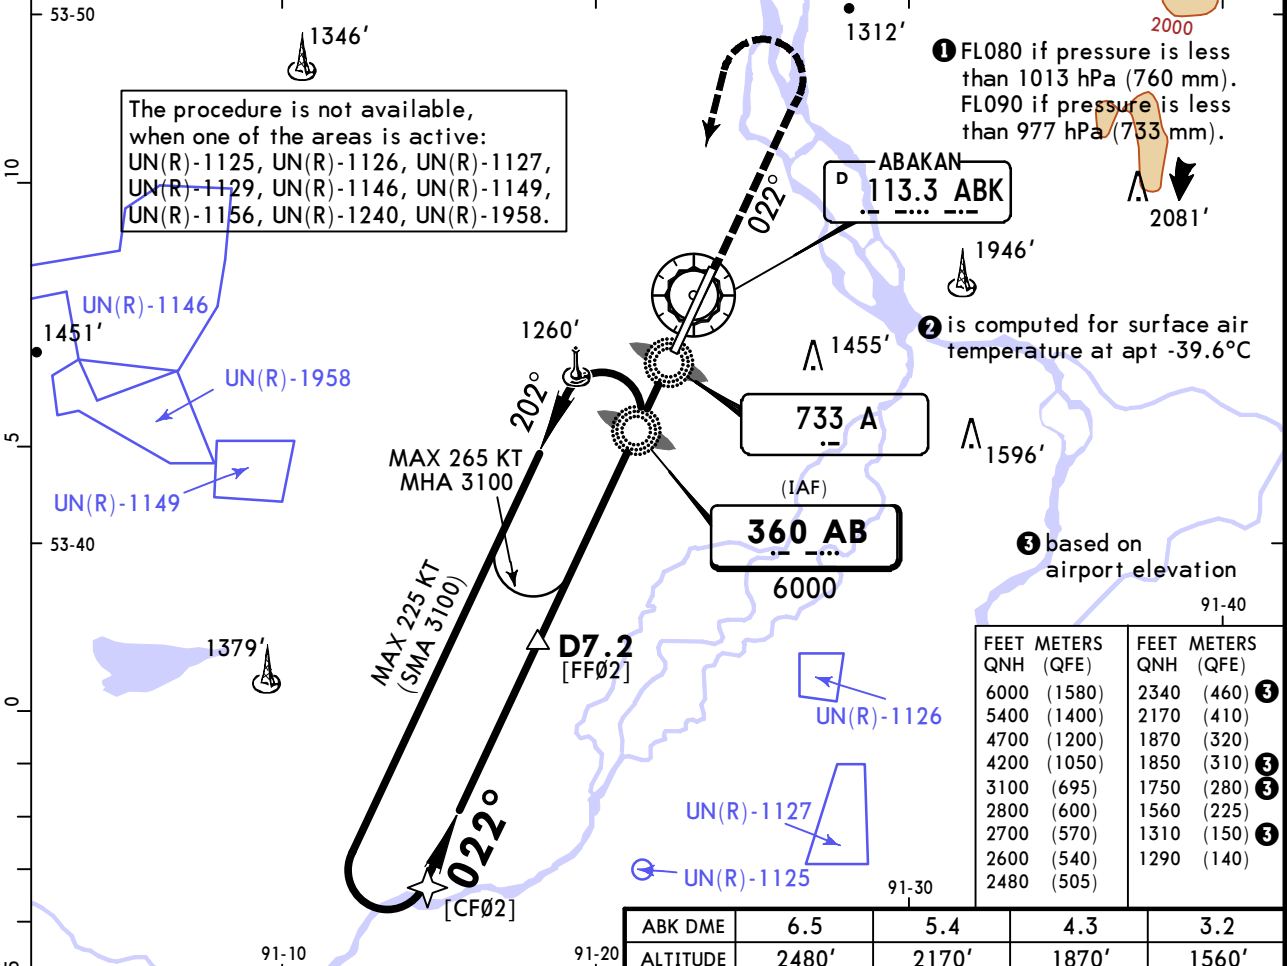 53-50
1346'
1312'
2000
❶ FL080 if pressure is less
than 1013 hPa (760 mm).
FL090 if pressure is less
than 977 hPa (733 mm).
The procedure is not available,
when one of the areas is active:
UN(R)-1125, UN(R)-1126, UN(R)-1127,
UN(R)-1129, UN(R)-1146, UN(R)-1149,
UN(R)-1156, UN(R)-1240, UN(R)-1958.
10
ABAKAN
D 113.3 ABK
022°
2081'
1946'
UN(R)-1146
1451'
1260'
❷ is computed for surface air
temperature at apt -39.6°C
1455'
UN(R)-1958
202°
733 A
5
MAX 265 KT
MHA 3100
1596'
UN(R)-1149
(IAF)
360 AB
6000
53-40
❸ based on
airport elevation
91-40
MAX 225 KT
(SMA 3100)
1379'
D7.2
[FFØ2]
0
UN(R)-1126
FEET METERS FEET METERS
QNH (QFE) QNH (QFE)
6000 (1580) 2340 (460) ❸
5400 (1400) 2170 (410)
4700 (1200) 1870 (320)
4200 (1050) 1850 (310) ❸
3100 (695) 1750 (280) ❸
2800 (600) 1560 (225)
2700 (570) 1310 (150) ❸
2600 (540) 1290 (140)
2480 (505)
UN(R)-1127
022°
UN(R)-1125
91-30
[CFØ2]
91-10
91-20
ABK DME 6.5 5.4 4.3 3.2
ALTITUDE 2480' 2170' 1870' 1560'